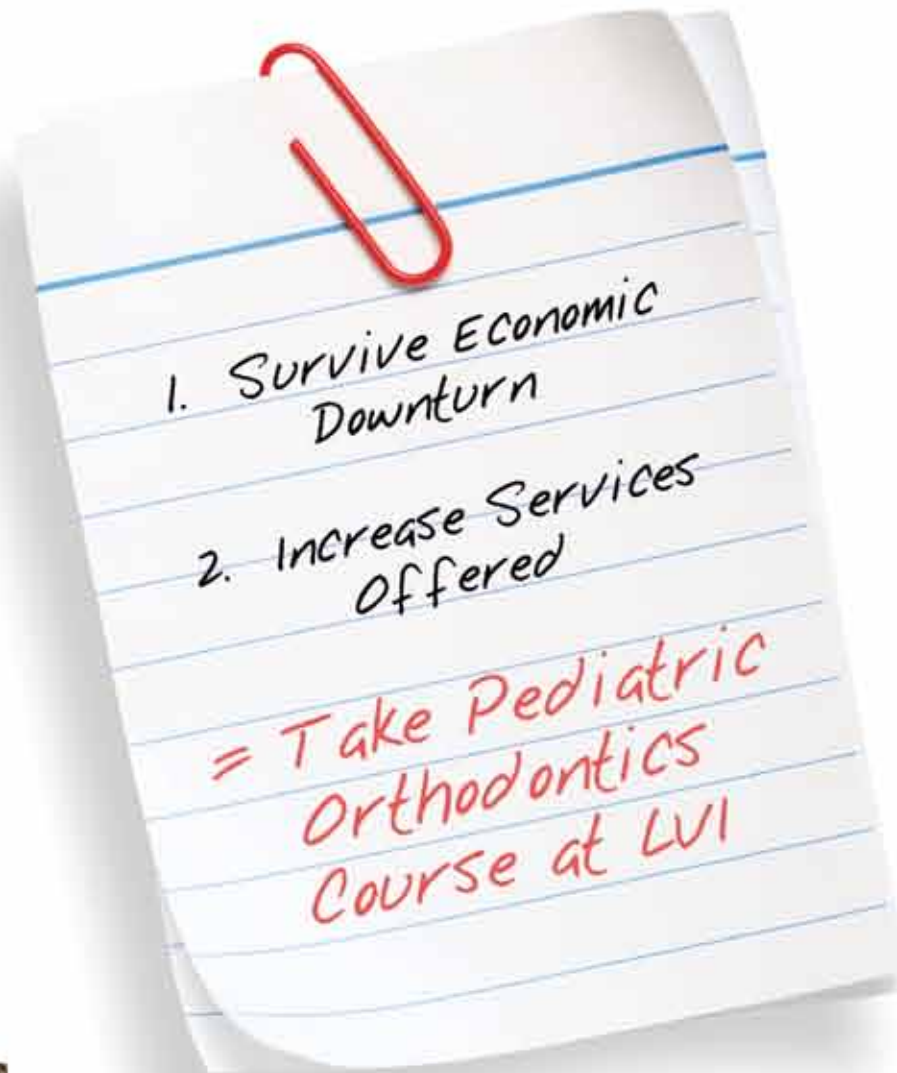 1. Survive Economic
Downturn
2. Increase Services
Offered
= Take Pediatric
Orthodontics
Course at LVI